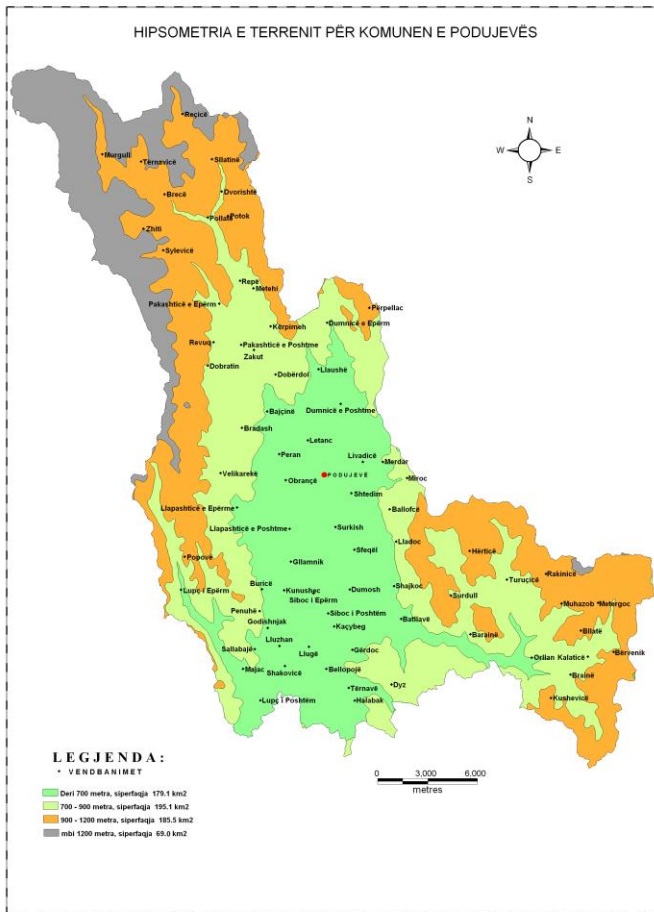 HIPSOMETRIA E TERRENIT PËR KOMUNEN E PODUJEVËS
N
W E
S
Reçicë
Murgull
Tërnavicë
Sllatinë
Brecë
Dvorishtë
Pollatë
Potok
Zhiti
Sylevicë
Repë
Metehi
Pakashticë e Epërm
Përpellac
Kërpimeh
Dumnicë e Epërm
Revuq
Pakashticë e Poshtme
Zakut
Dobratin
Llaushë
Dobërdol
Bajçinë
Dumnicë e Poshtme
Bradash
Letanc
Peran
Livadicë
Merdar
Velikarekë
Obrançë
PODUJEVË
Miroc
Shtedim
Llapashticë e Epërme
Ballofcë
Llapashticë e Poshtme
Surkish
Lladoc
Sfeqël
Hërticë
Popovë
Gllamnik
Rakinicë
Turuçicë
Lupç i Epërm
Buricë
Kunushec
Dumosh
Shajkoc
Surdull
Siboc i Epërm
Muhazob
Metergoc
Penuhë
Siboc i Poshtëm
Godishnjak
Kaçybeg
Batllavë
Barainë
Bllatë
Lluzhan
Sallabajë
Llugë
Gërdoc
Orllan
Kalaticë
Bërvenik
Majac
Shakovicë
Bellopojë
Brainë
Tërnavë
Dyz
Lupç i Poshtëm
Halabak
Kushevicë
LEGJENDA:
VENDBANIMET
Deri 700 metra, siperfaqja 179.1 km2
700 - 900 metra, siperfaqja 195.1 km2
900 - 1200 metra, siperfaqja 185.5 km2
mbi 1200 metra, siperfaqja 69.0 km2
0 3,000 6,000
metres